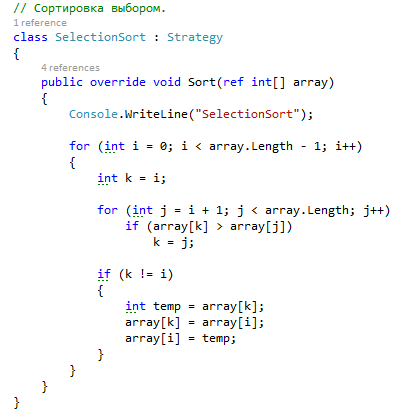 // Сортировка выбором.
1 reference
class SelectionSort : Strategy
{
4 references
public override void Sort(ref int[] array)
{
Console.WriteLine("SelectionSort");
for (int i = 0; i < array.Length - 1; i++)
{
int k = i;
for (int j = i + 1; j < array.Length; j++)
if (array[k] > array[j])
k = j;
if (k != i)
{
int temp = array[k];
array[k] = array[i];
array[i] = temp;
}
}
}
}